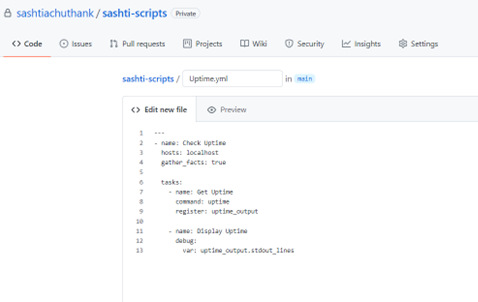 sashtiachuthank / sashti-scripts Private
Code Issues Pull requests Projects Wiki Security Insights Settings
sashti-scripts / Uptime.yml in main
Edit new file Preview
1 ---
2 - name: Check Uptime
3 hosts: localhost
4 gather_facts: true
5
6 tasks:
7 - name: Get Uptime
8 command: uptime
9 register: uptime_output
10
11 - name: Display Uptime
12 debug:
13 var: uptime_output.stdout_lines